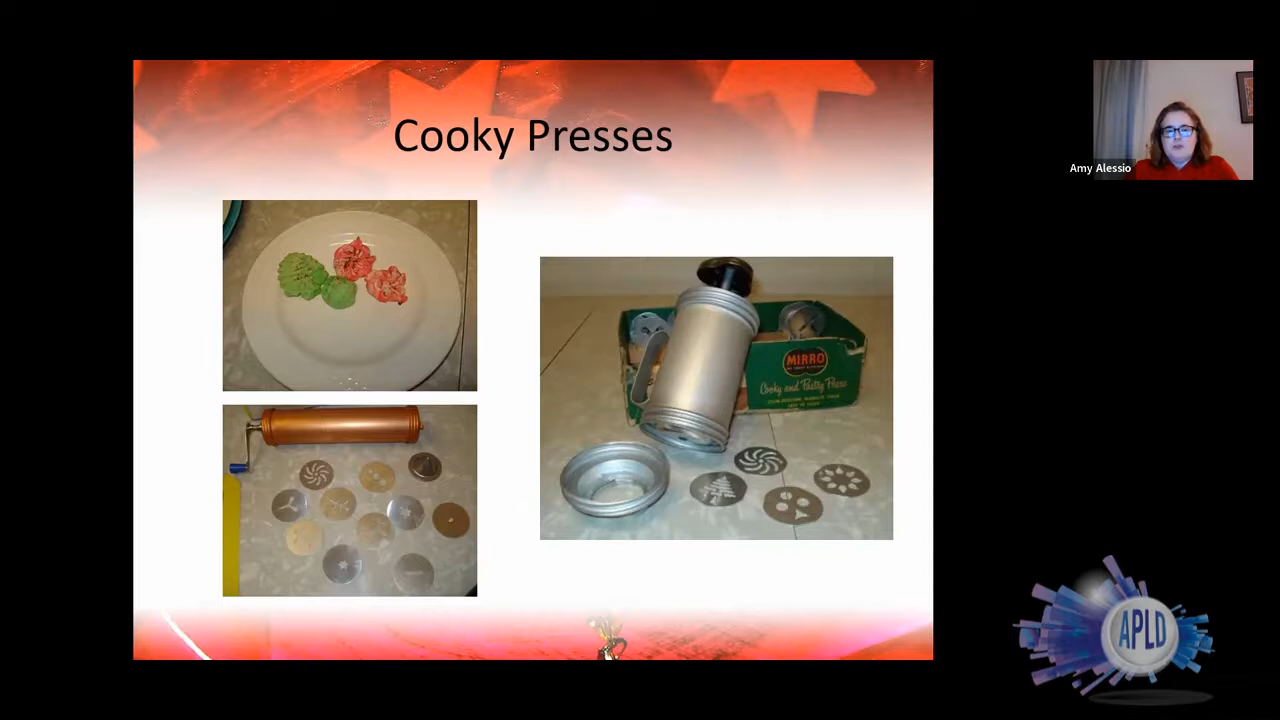 Cooky Presses
Amy Alessio
MIRRO
Cooky and Pastry Press
APLD